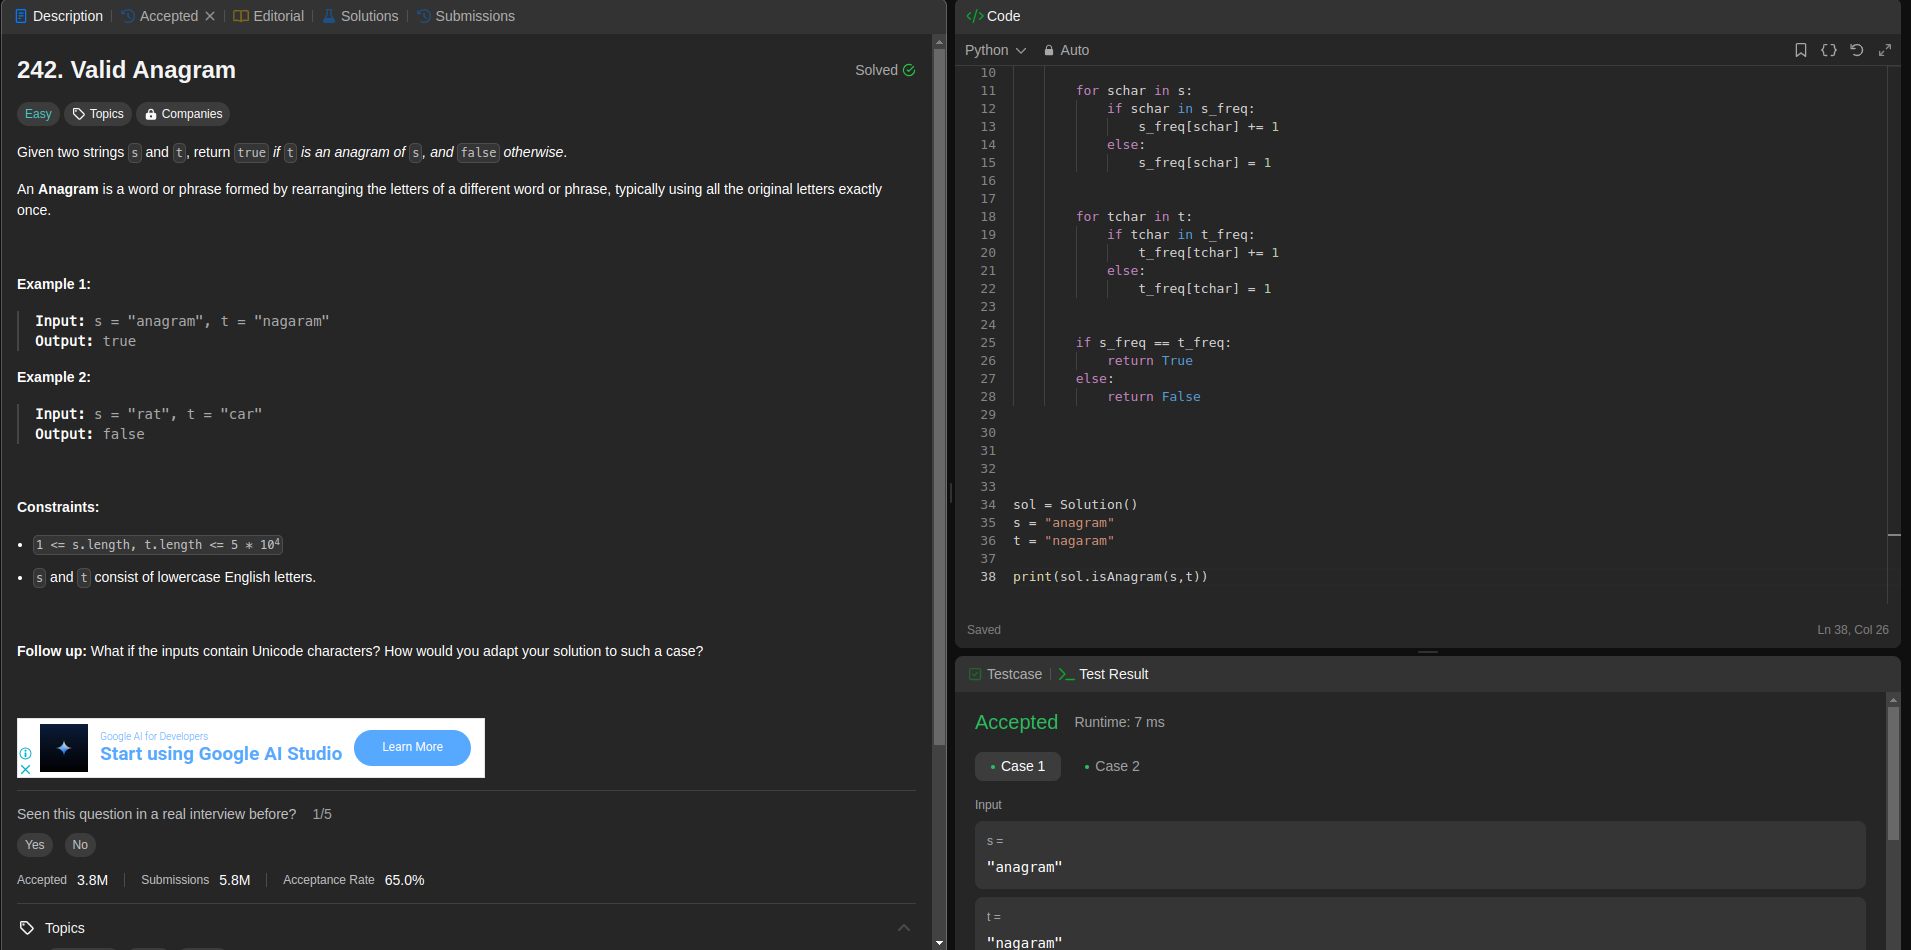 Description
Accepted
Editorial
Solutions
Submissions
242. Valid Anagram
Solved
Easy
Topics
Companies
Given two strings s and t, return true if t is an anagram of s, and false otherwise.
An Anagram is a word or phrase formed by rearranging the letters of a different word or phrase, typically using all the original letters exactly
once.
Example 1:
Input: s = "anagram", t = "nagaram"
Output: true
Example 2:
Input: s = "rat", t = "car"
Output: false
Constraints:
• 1 <= s.length, t.length <= 5 * 10⁴
• s and t consist of lowercase English letters.
Follow up: What if the inputs contain Unicode characters? How would you adapt your solution to such a case?
Google AI for Developers
Start using Google AI Studio
Learn More
Seen this question in a real interview before? 1/5
Yes
No
Accepted 3.8M
Submissions 5.8M
Acceptance Rate 65.0%
Topics
</> Code
Python
Auto
10
11 for schar in s:
12 if schar in s_freq:
13 s_freq[schar] += 1
14 else:
15 s_freq[schar] = 1
16
17
18 for tchar in t:
19 if tchar in t_freq:
20 t_freq[tchar] += 1
21 else:
22 t_freq[tchar] = 1
23
24
25 if s_freq == t_freq:
26 return True
27 else:
28 return False
29
30
31
32
33
34 sol = Solution()
35 s = "anagram"
36 t = "nagaram"
37
38 print(sol.isAnagram(s,t))
Saved
Ln 38, Col 26
Testcase
>_ Test Result
Accepted
Runtime: 7 ms
• Case 1
• Case 2
Input
s =
"anagram"
t =
"nagaram"